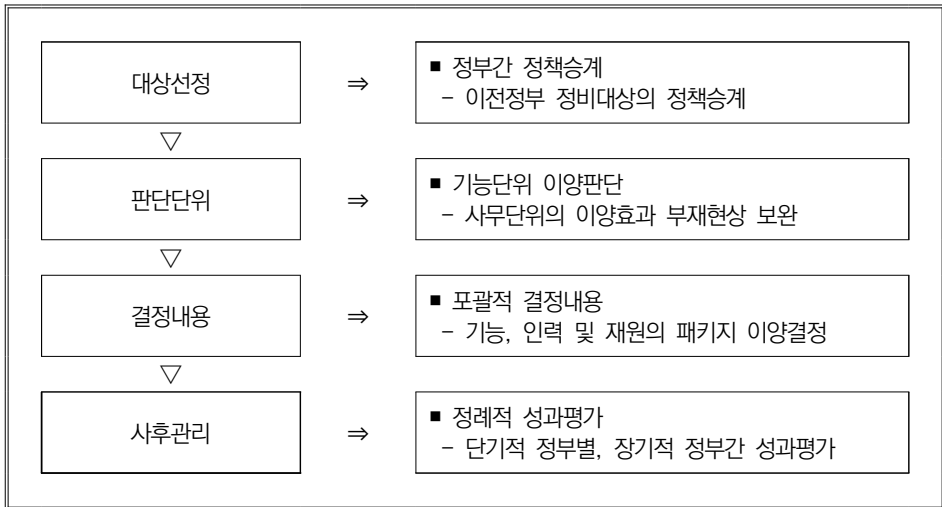 대상선정
⇒
■ 정부간 정책승계
- 이전정부 정비대상의 정책승계
▽
판단단위
⇒
■ 기능단위 이양판단
- 사무단위의 이양효과 부재현상 보완
▽
결정내용
⇒
■ 포괄적 결정내용
- 기능, 인력 및 재원의 패키지 이양결정
▽
사후관리
⇒
■ 정례적 성과평가
- 단기적 정부별, 장기적 정부간 성과평가